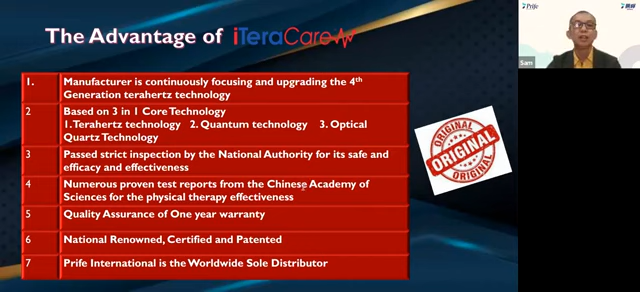 The Advantage of iTeraCare
1. Manufacturer is continuously focusing and upgrading the 4th
Generation terahertz technology
2 Based on 3 in 1 Core Technology
1. Terahertz technology 2. Quantum technology 3. Optical
Quartz Technology
3 Passed strict inspection by the National Authority for its safe and
efficacy and effectiveness
4 Numerous proven test reports from the Chinese Academy of
Sciences for the physical therapy effectiveness
5 Quality Assurance of One year warranty
6 National Renowned, Certified and Patented
7 Prife International is the Worldwide Sole Distributor
ORIGINAL
ORIGINAL
ORIGINAL
Prife
Sam